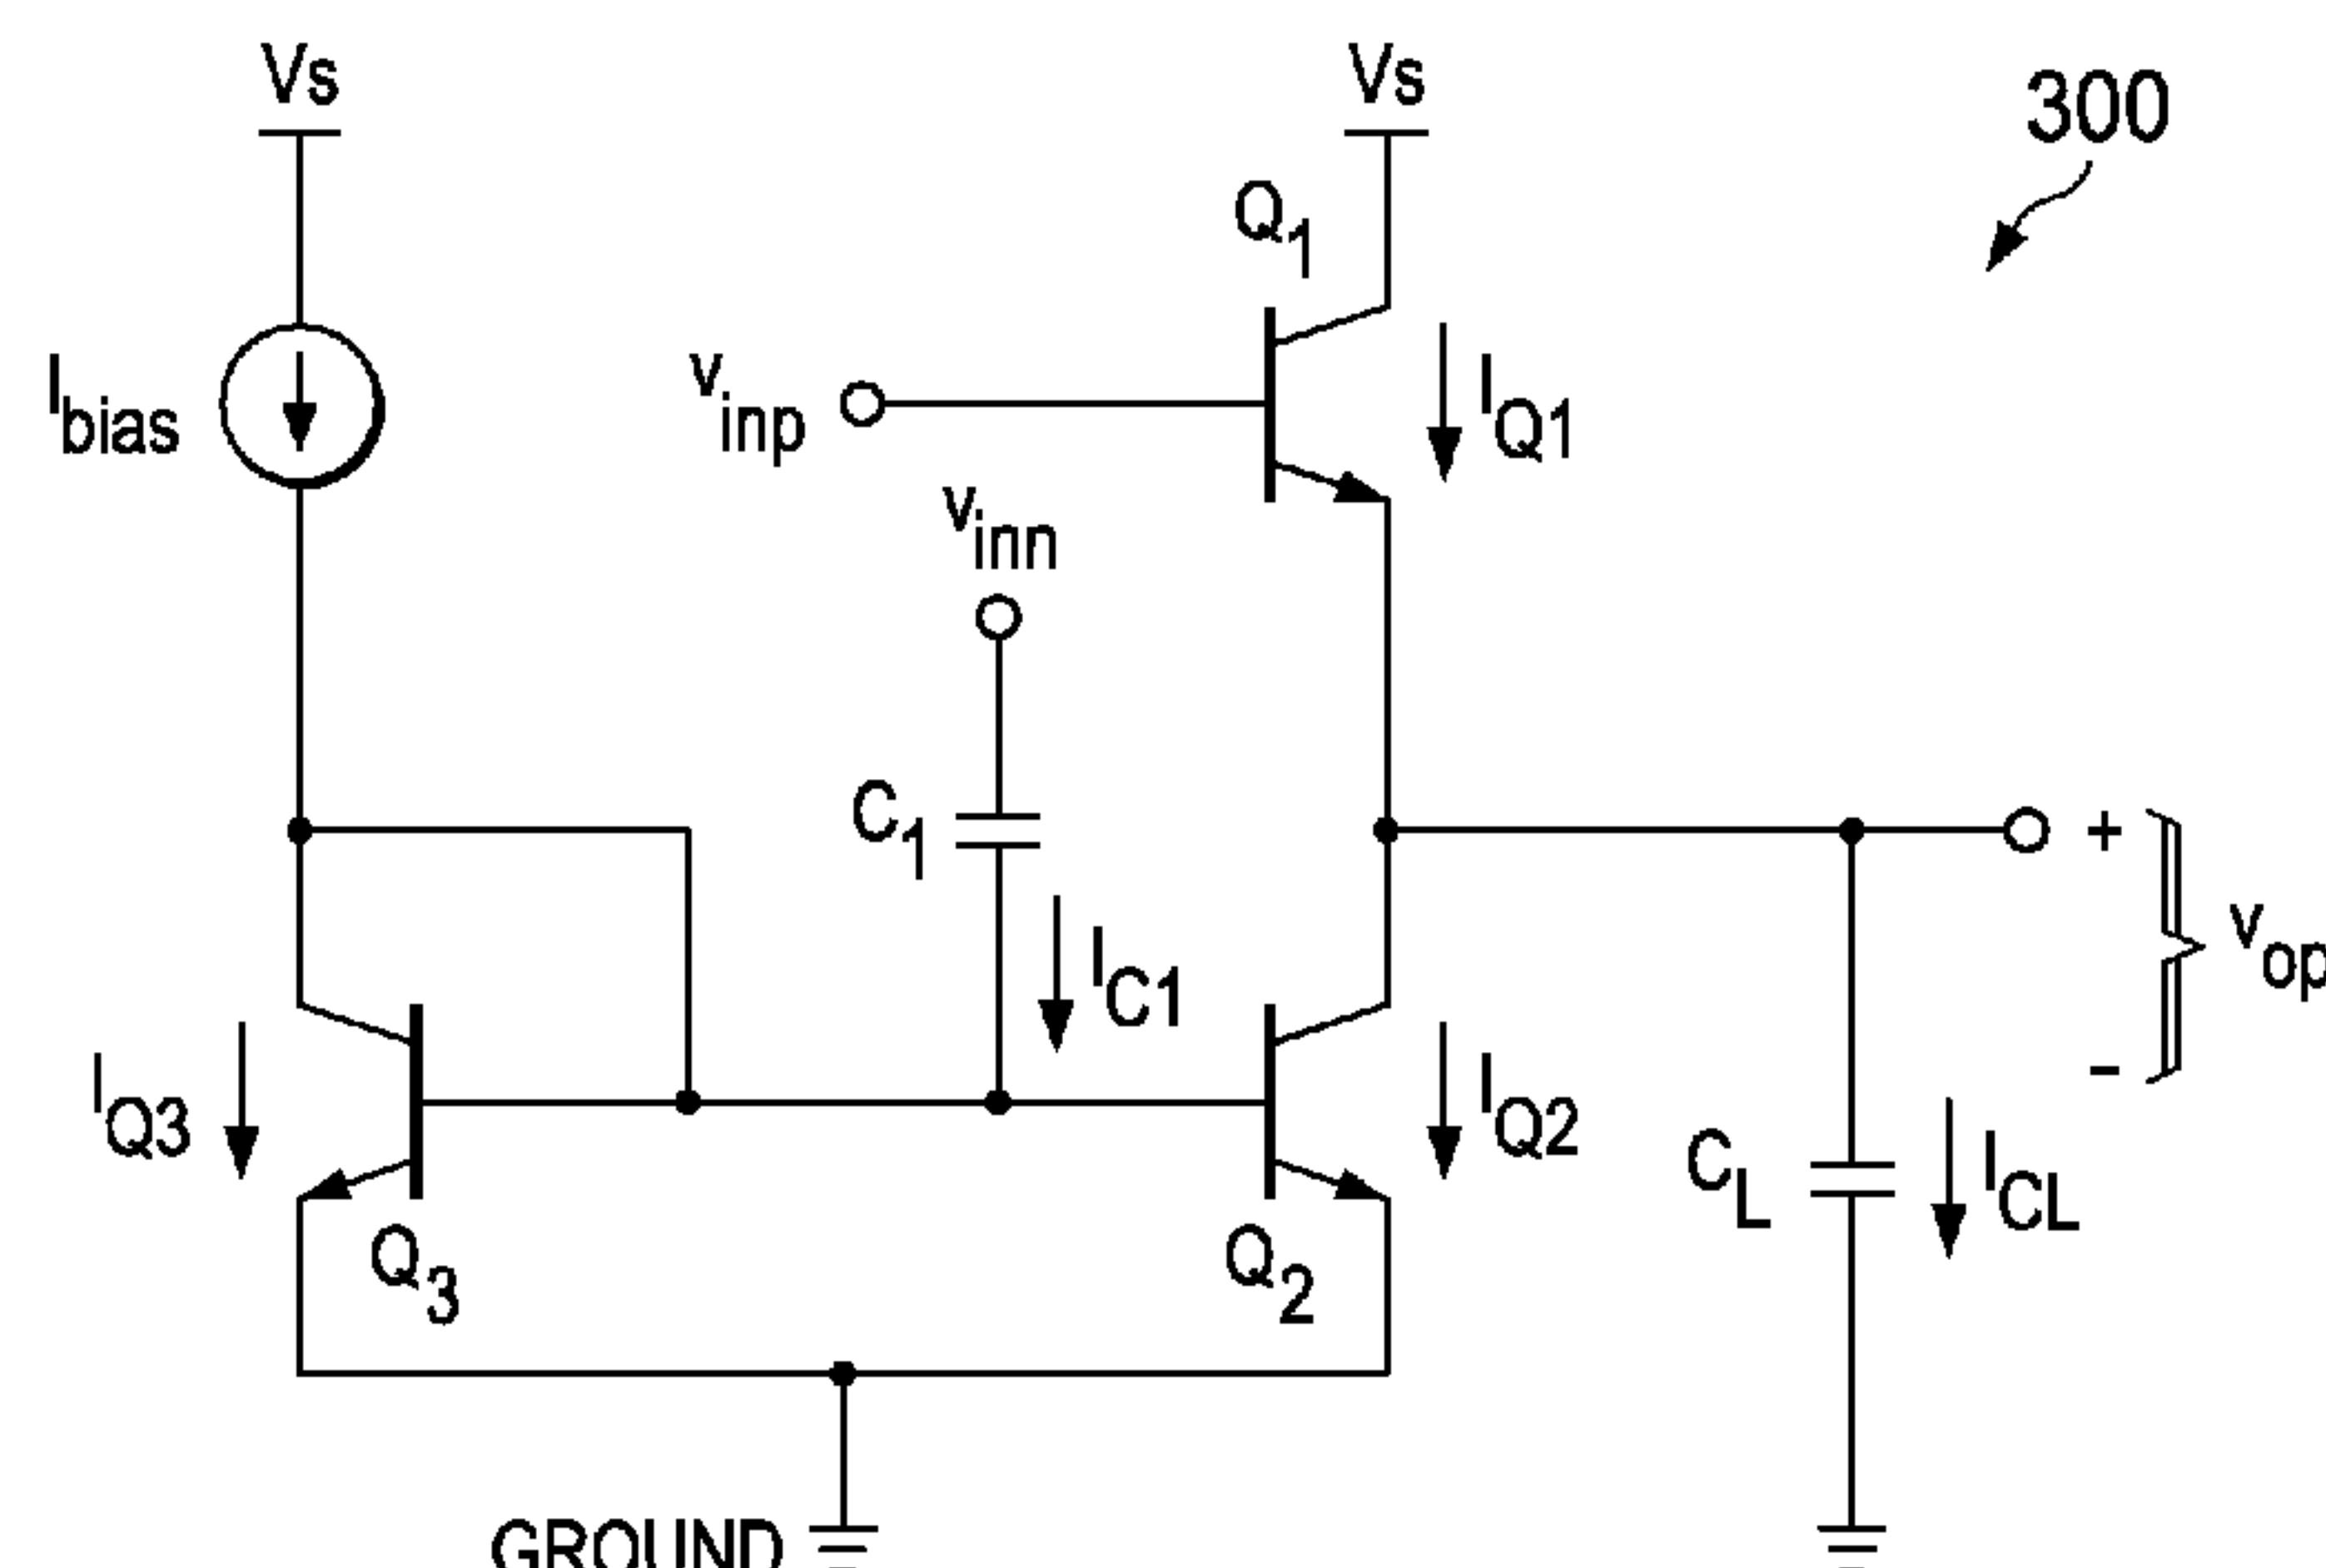 Vs
Vs
300
Q1
Ibias
vinp
IQ1
vinn
C1
+
vop
IC1
-
IQ3
IQ2
CL
ICL
Q3
Q2
GROUND